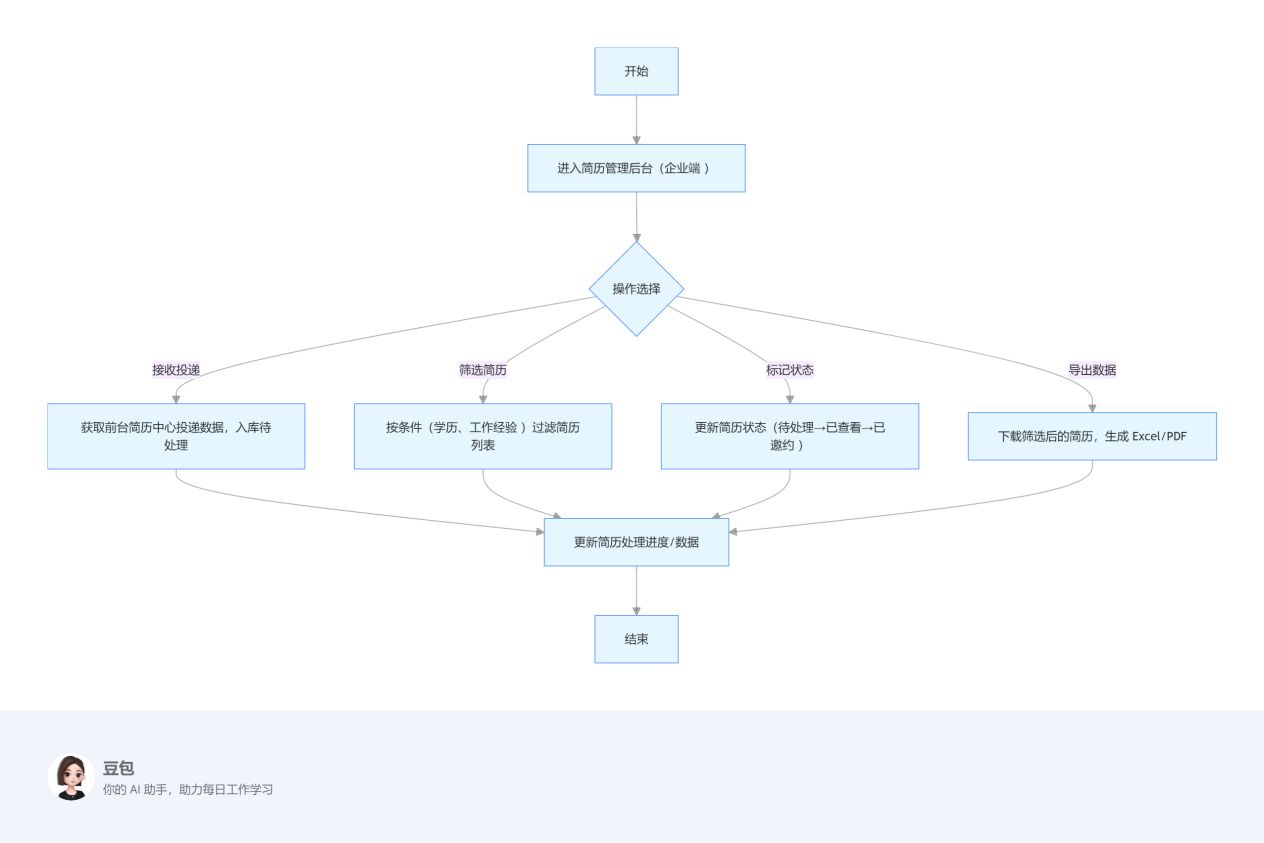 开始
进入简历管理后台（企业端 ）
操作选择
接收投递
筛选简历
标记状态
导出数据
获取前台简历中心投递数据，入库待
处理
按条件（学历、工作经验 ）过滤简历
列表
更新简历状态（待处理→已查看→已
邀约 ）
下载筛选后的简历，生成 Excel/PDF
更新简历处理进度/数据
结束
豆包
你的 AI 助手，助力每日工作学习